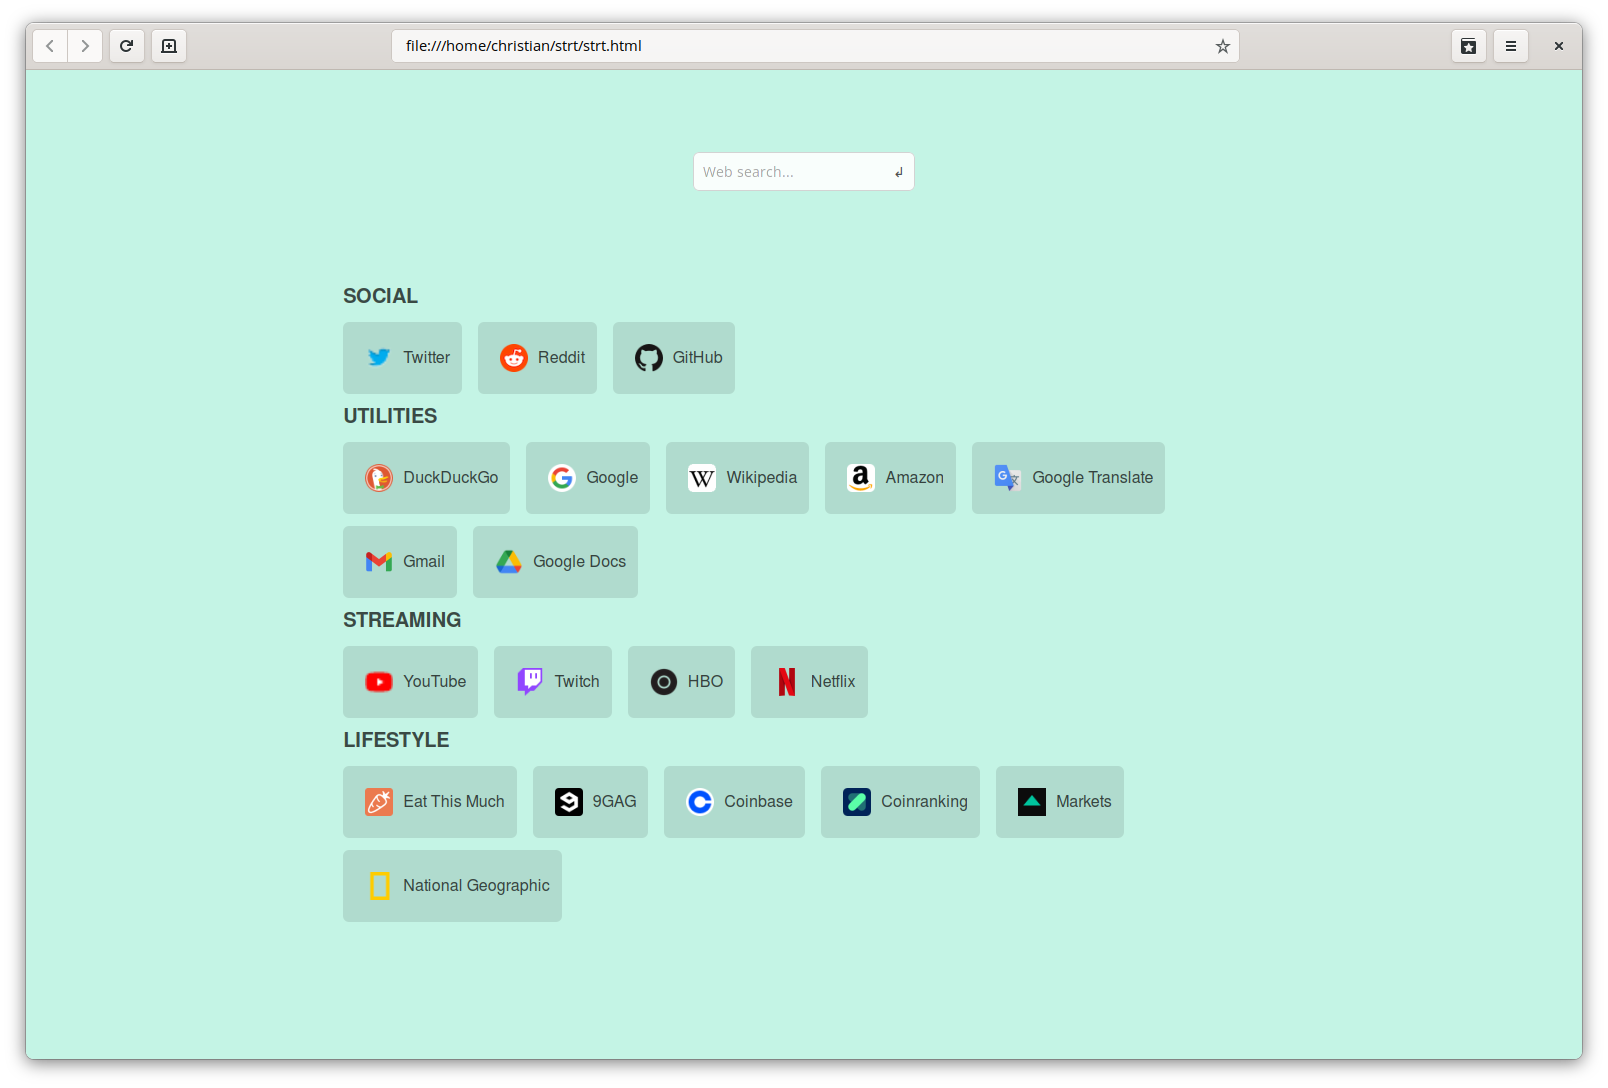 file:///home/christian/strt/strt.html
Web search...
SOCIAL
Twitter Reddit GitHub
UTILITIES
DuckDuckGo Google Wikipedia Amazon Google Translate
Gmail Google Docs
STREAMING
YouTube Twitch HBO Netflix
LIFESTYLE
Eat This Much 9GAG Coinbase Coinranking Markets
National Geographic